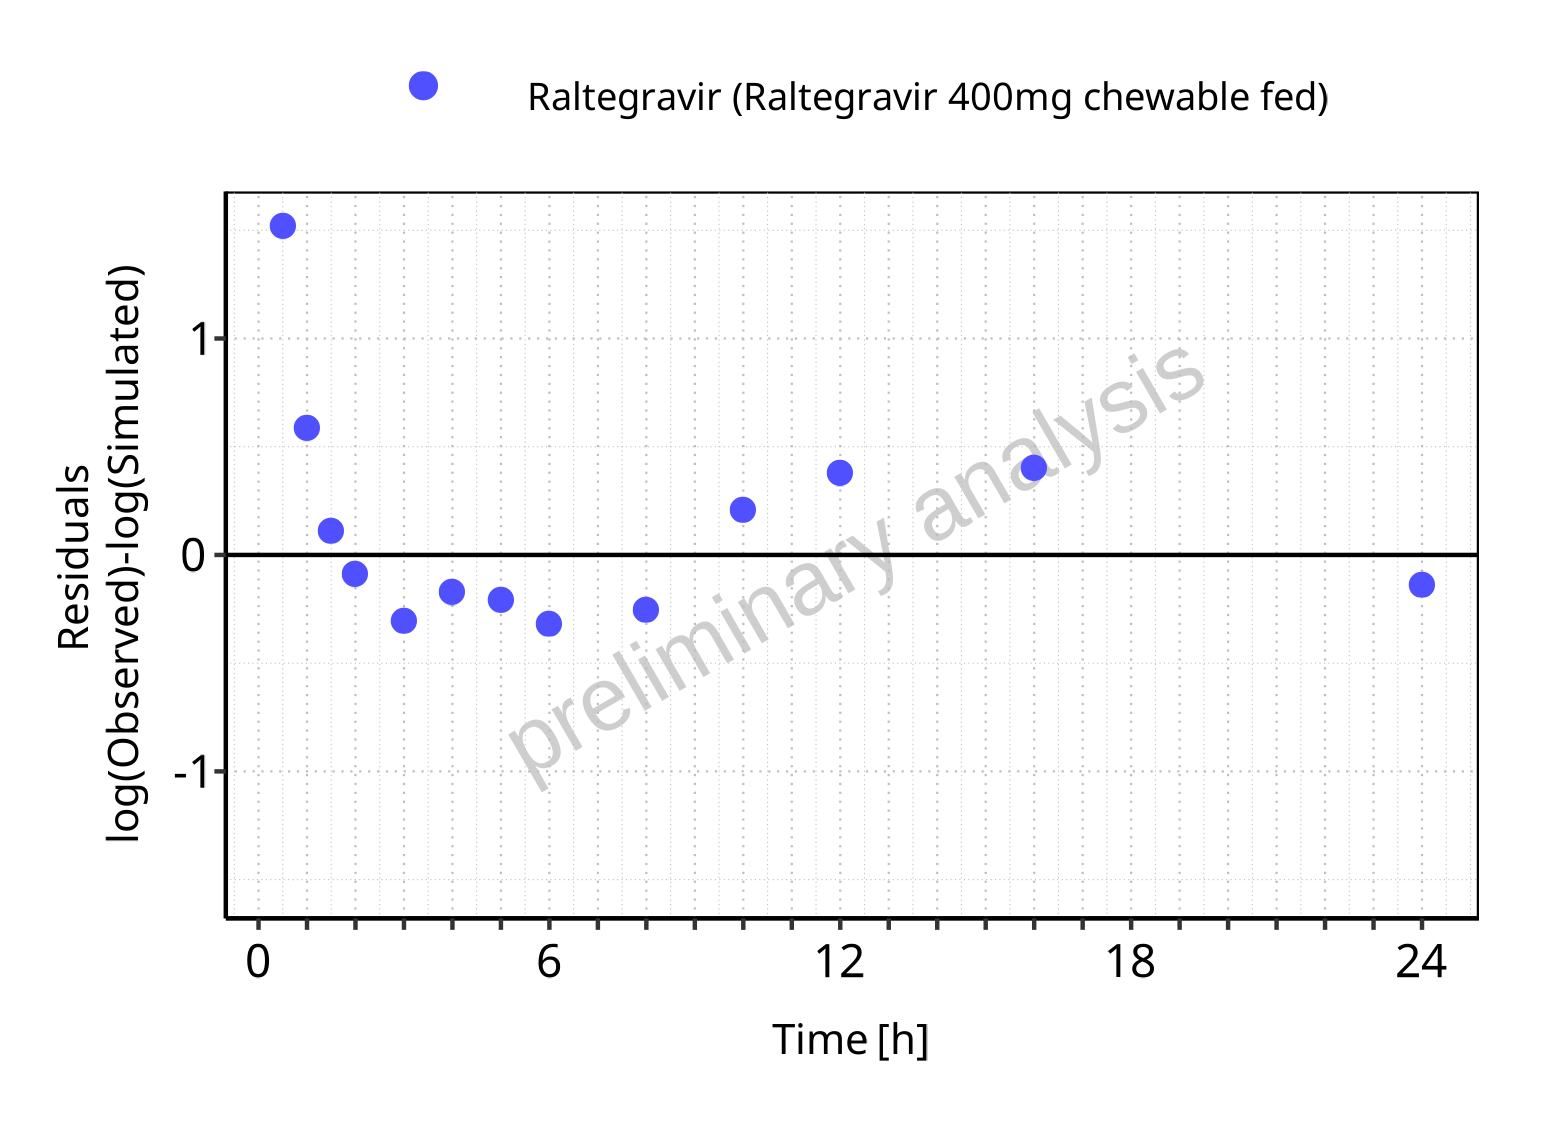 Raltegravir (Raltegravir 400mg chewable fed)
Residuals
log(Observed)-log(Simulated)
1
0
-1
preliminary analysis
0 6 12 18 24
Time [h]